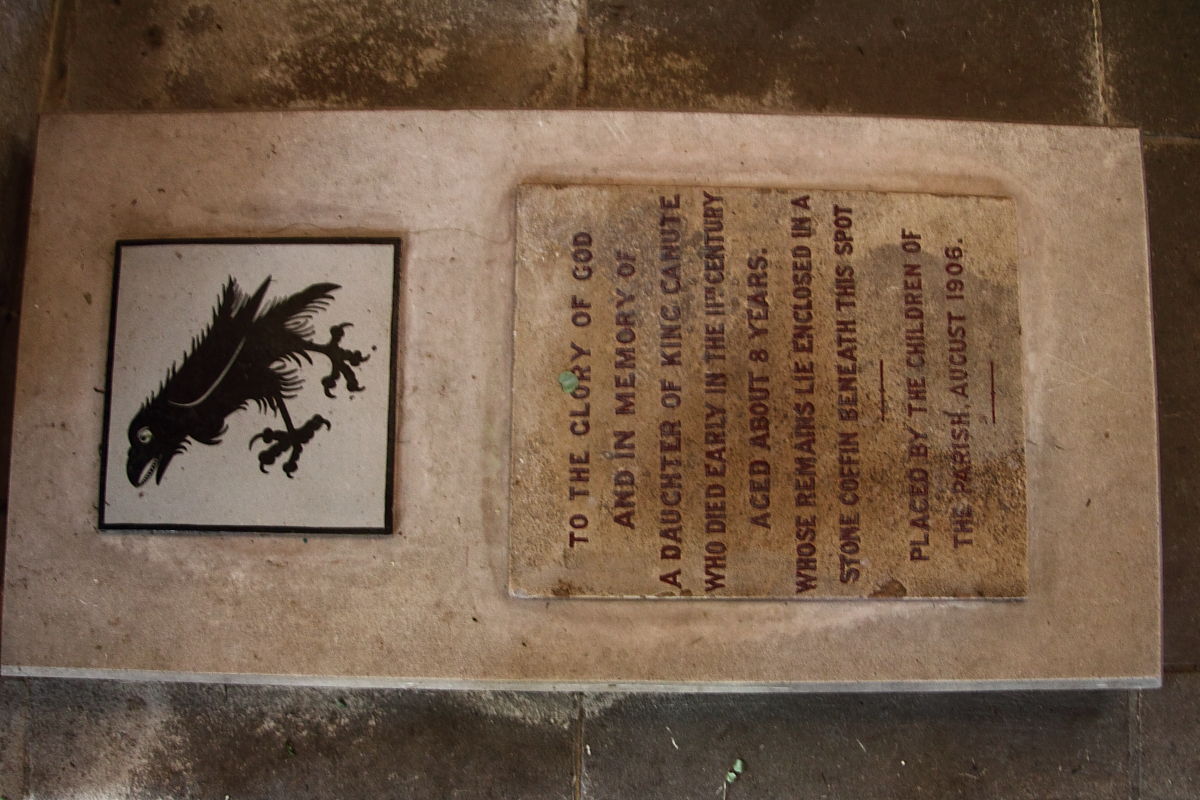 TO THE GLORY OF GOD
AND IN MEMORY OF
A DAUGHTER OF KING CANUTE
WHO DIED EARLY IN THE 11TH CENTURY
AGED ABOUT 8 YEARS.
WHOSE REMAINS LIE ENCLOSED IN A
STONE COFFIN BENEATH THIS SPOT
PLACED BY THE CHILDREN OF
THE PARISH, AUGUST 1906.